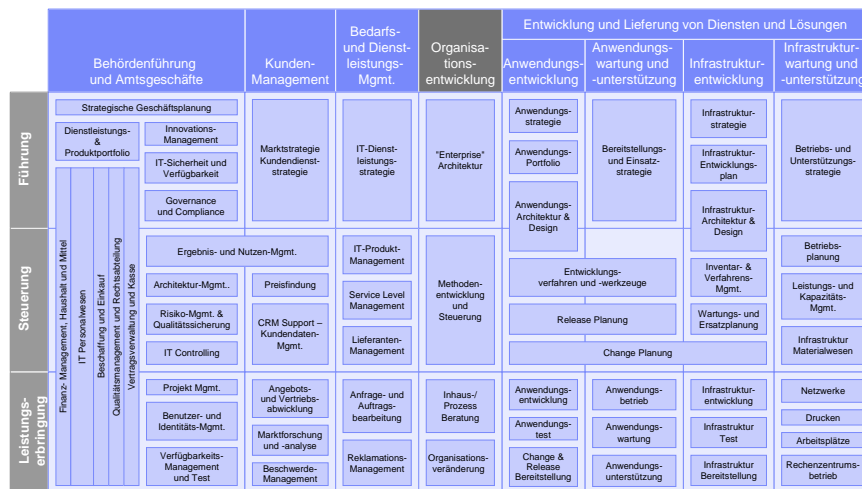 Behördenführung
und Amtsgeschäfte
Kunden-
Management
Bedarfs-
und Dienst-
leistungs-
Mgmt.
Organisa-
tions-
entwicklung
Entwicklung und Lieferung von Diensten und Lösungen
Anwendungs-
entwicklung
Anwendungs-
wartung und
-unterstützung
Infrastruktur-
entwicklung
Infrastruktur-
wartung und
-unterstützung
Führung
Strategische Geschäftsplanung
Dienstleistungs-
&
Produktportfolio
Innovations-
Management
IT-Sicherheit und
Verfügbarkeit
Governance
und Compliance
Marktstrategie
Kundendienst-
strategie
IT-Dienst-
leistungs-
strategie
"Enterprise"
Architektur
Anwendungs-
strategie
Anwendungs-
Portfolio
Anwendungs-
Architektur &
Design
Bereitstellungs-
und Einsatz-
strategie
Infrastruktur-
strategie
Infrastruktur-
Entwicklungs-
plan
Infrastruktur-
Architektur &
Design
Betriebs- und
Unterstützungs-
strategie
Finanz- Management, Haushalt und Mittel
IT Personalwesen
Beschaffung und Einkauf
Qualitätsmanagement und Rechtsabteilung
Vertragsverwaltung und Kasse
Steuerung
Ergebnis- und Nutzen-Mgmt.
Architektur-Mgmt..
Risiko-Mgmt. &
Qualitätssicherung
IT Controlling
Preisfindung
CRM Support –
Kundendaten-
Mgmt.
IT-Produkt-
Management
Service Level
Management
Lieferanten-
Management
Methoden-
entwicklung
und
Steuerung
Entwicklungs-
verfahren und -werkzeuge
Release Planung
Change Planung
Inventar- &
Verfahrens-
Mgmt.
Wartungs- und
Ersatzplanung
Betriebs-
planung
Leistungs- und
Kapazitäts-
Mgmt.
Infrastruktur
Materialwesen
Leistungs-
erbringung
Projekt Mgmt.
Benutzer- und
Identitäts-Mgmt.
Verfügbarkeits-
Management
und Test
Angebots-
und Vertriebs-
abwicklung
Marktforschung
und -analyse
Beschwerde-
Management
Anfrage- und
Auftrags-
bearbeitung
Reklamations-
Management
Inhaus-/
Prozess
Beratung
Organisations-
veränderung
Anwendungs-
entwicklung
Anwendungs-
test
Change &
Release
Bereitstellung
Anwendungs-
betrieb
Anwendungs-
wartung
Anwendungs-
unterstützung
Infrastruktur-
entwicklung
Infrastruktur
Test
Infrastruktur
Bereitstellung
Netzwerke
Drucken
Arbeitsplätze
Rechenzentrums-
betrieb